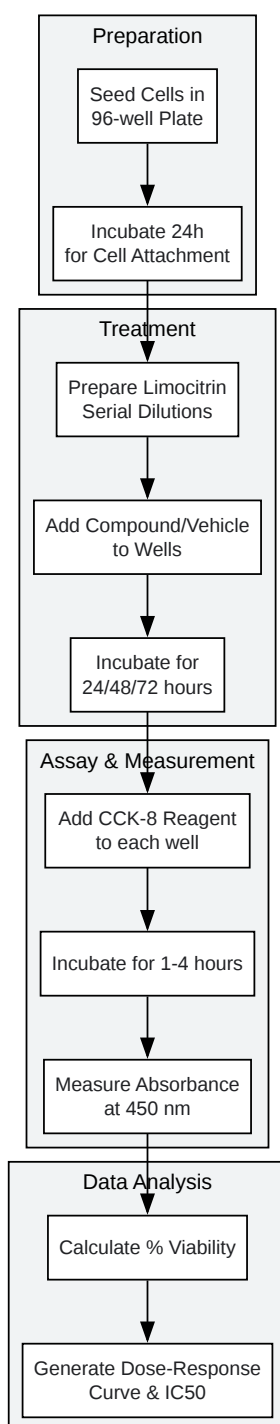 Preparation
Seed Cells in
96-well Plate
Incubate 24h
for Cell Attachment
Treatment
Prepare Limocitrin
Serial Dilutions
Add Compound/Vehicle
to Wells
Incubate for
24/48/72 hours
Assay & Measurement
Add CCK-8 Reagent
to each well
Incubate for 1-4 hours
Measure Absorbance
at 450 nm
Data Analysis
Calculate % Viability
Generate Dose-Response
Curve & IC50